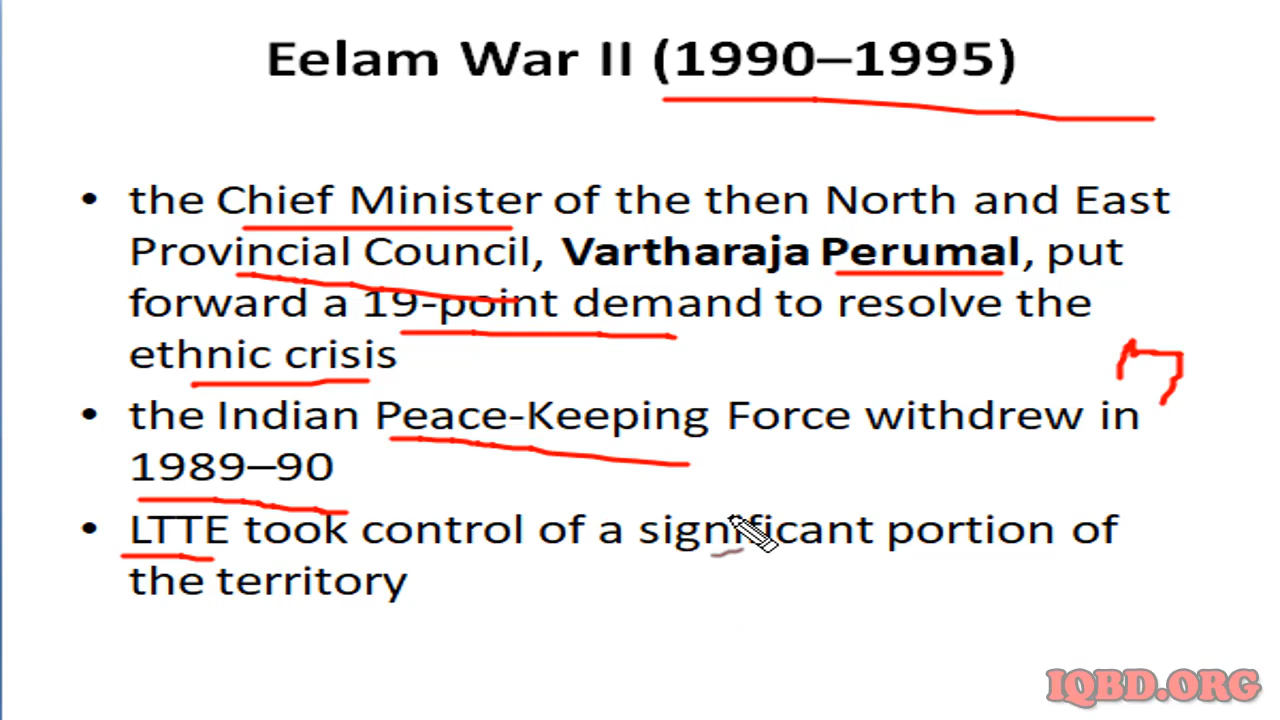 Eelam War II (1990–1995)
• the Chief Minister of the then North and East
Provincial Council, Vartharaja Perumal, put
forward a 19-point demand to resolve the
ethnic crisis
• the Indian Peace-Keeping Force withdrew in
1989–90
• LTTE took control of a significant portion of
the territory
IQBD.ORG